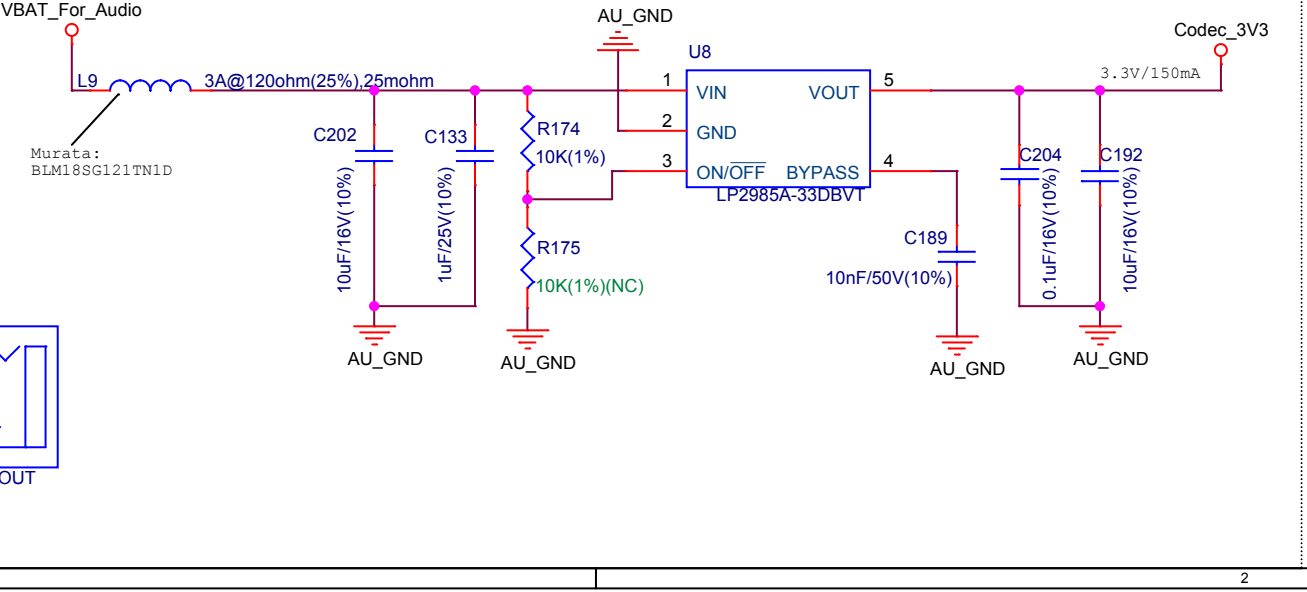 VBAT_For_Audio
AU_GND
Codec_3V3
U8
L9
3A@120ohm(25%),25mohm
3.3V/150mA
1
VIN
VOUT
5
2
GND
3
ON/OFF
BYPASS
4
LP2985A-33DBVT
Murata:
BLM18SG121TN1D
C202
10uF/16V(10%)
C133
1uF/25V(10%)
R174
10K(1%)
R175
10K(1%)(NC)
C189
10nF/50V(10%)
C204
0.1uF/16V(10%)
C192
10uF/16V(10%)
AU_GND
AU_GND
AU_GND
AU_GND
OUT
2